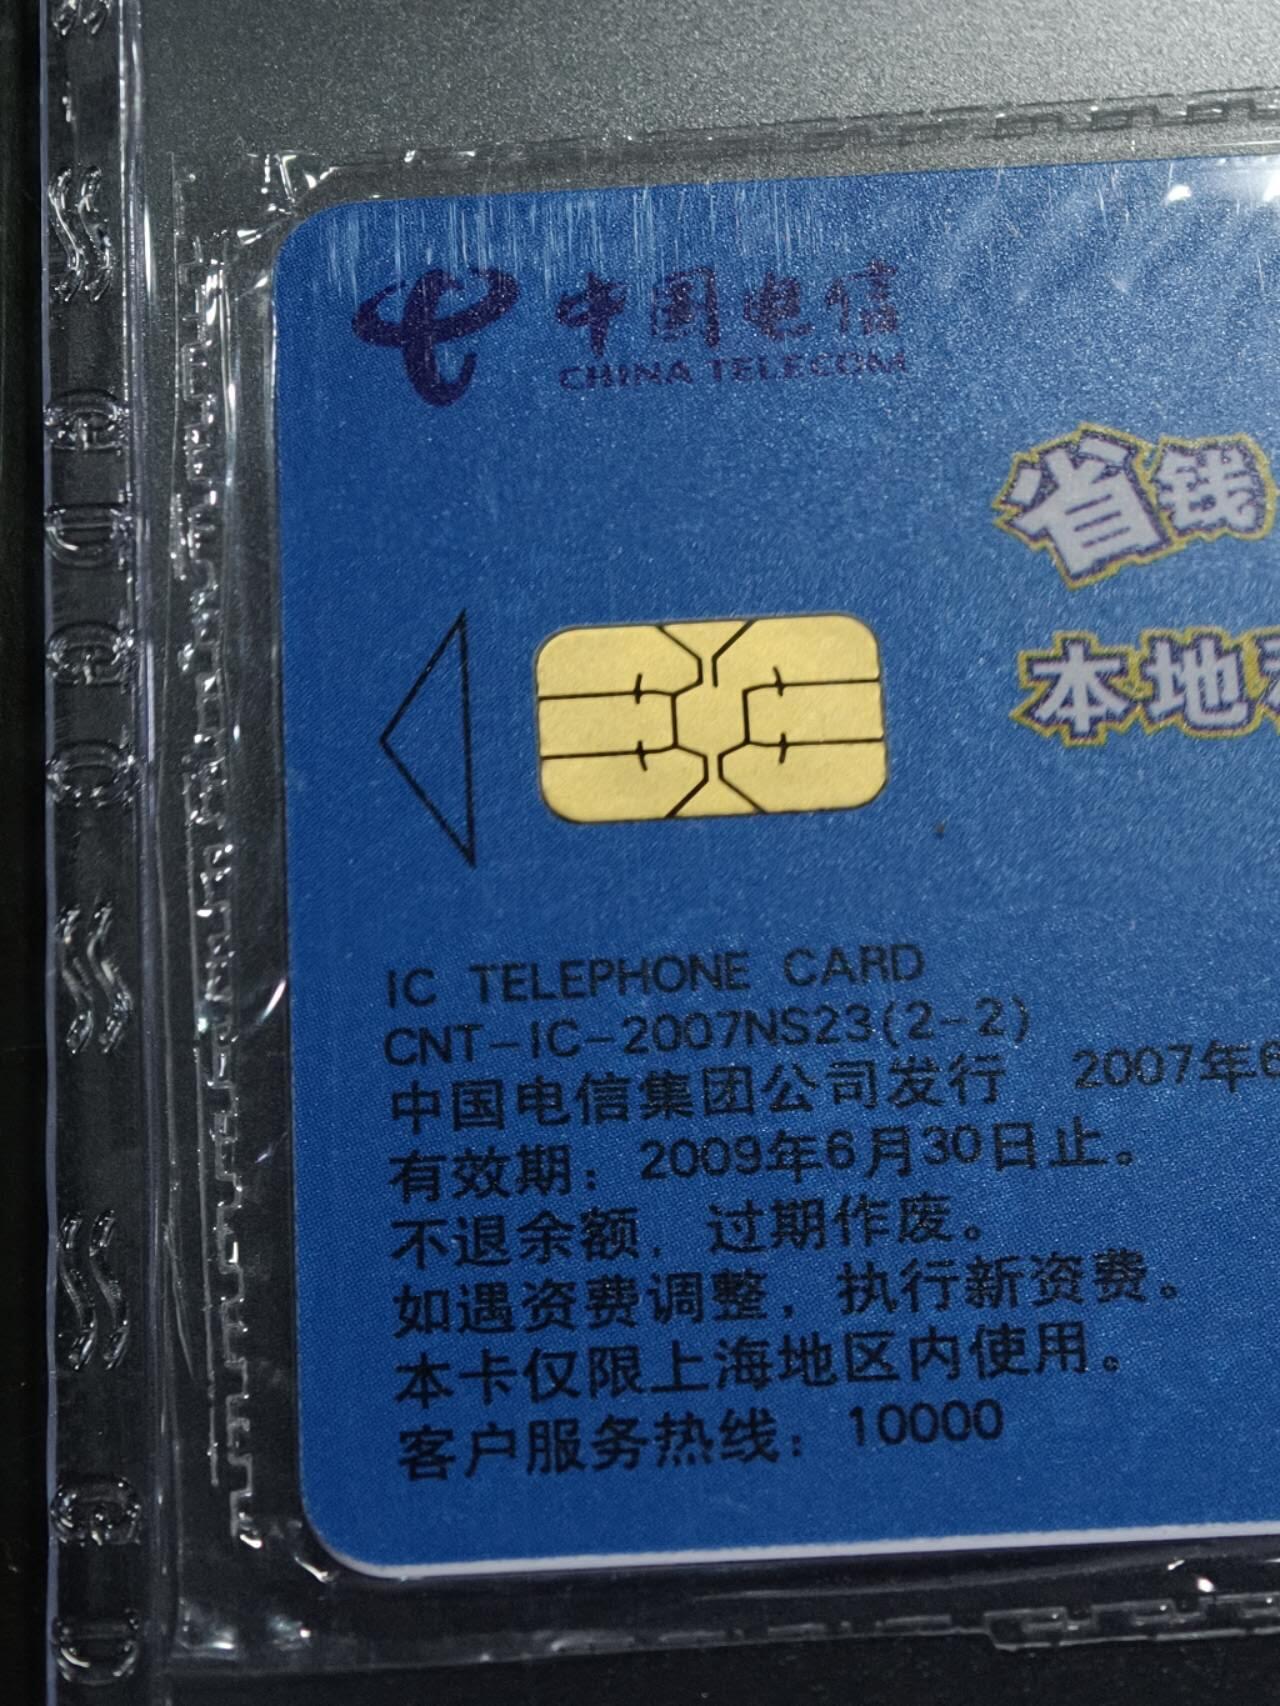 中国电信
CHINA TELECOM
省钱
本地
IC TELEPHONE CARD
CNT-IC-2007NS23(2-2)
中国电信集团公司发行 2007年6
有效期：2009年6月30日止。
不退余额，过期作废。
如遇资费调整，执行新资费。
本卡仅限上海地区内使用。
客户服务热线：10000